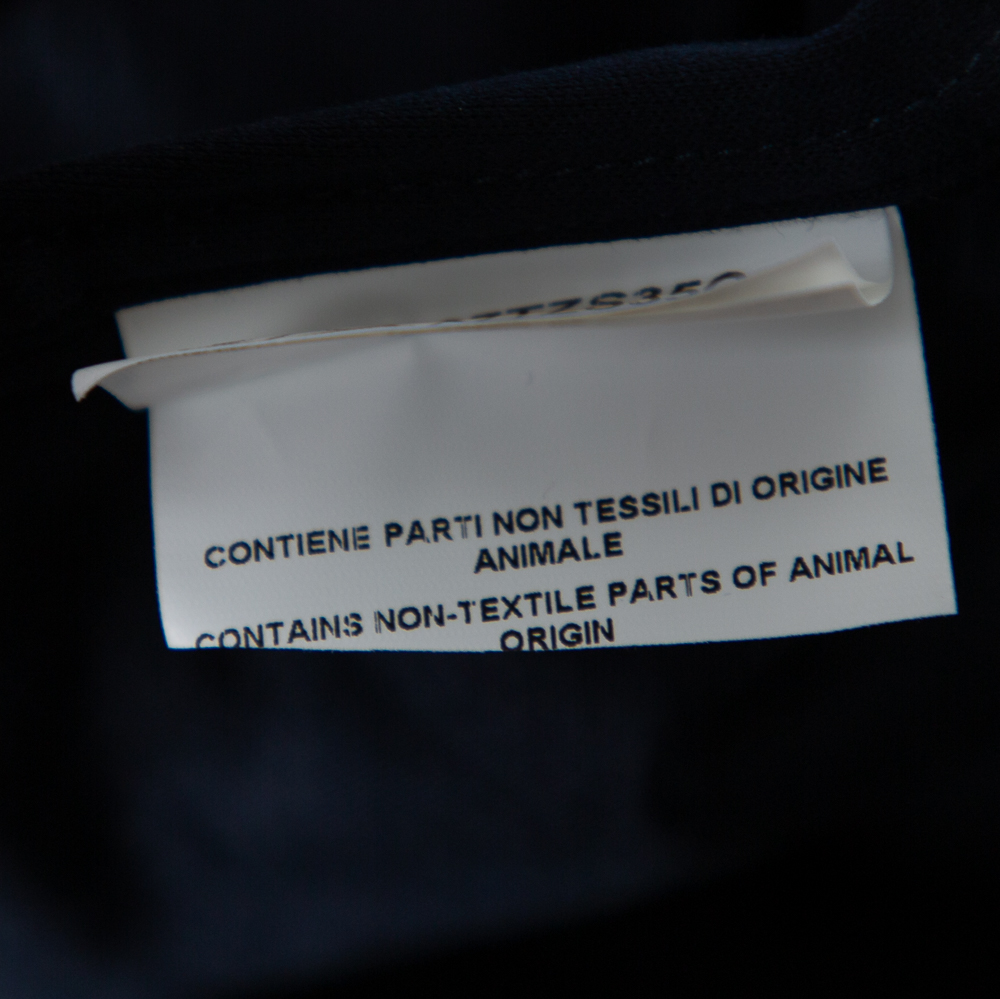 CONTIENE PARTI NON TESSILI DI ORIGINE
ANIMALE
CONTAINS NON-TEXTILE PARTS OF ANIMAL
ORIGIN